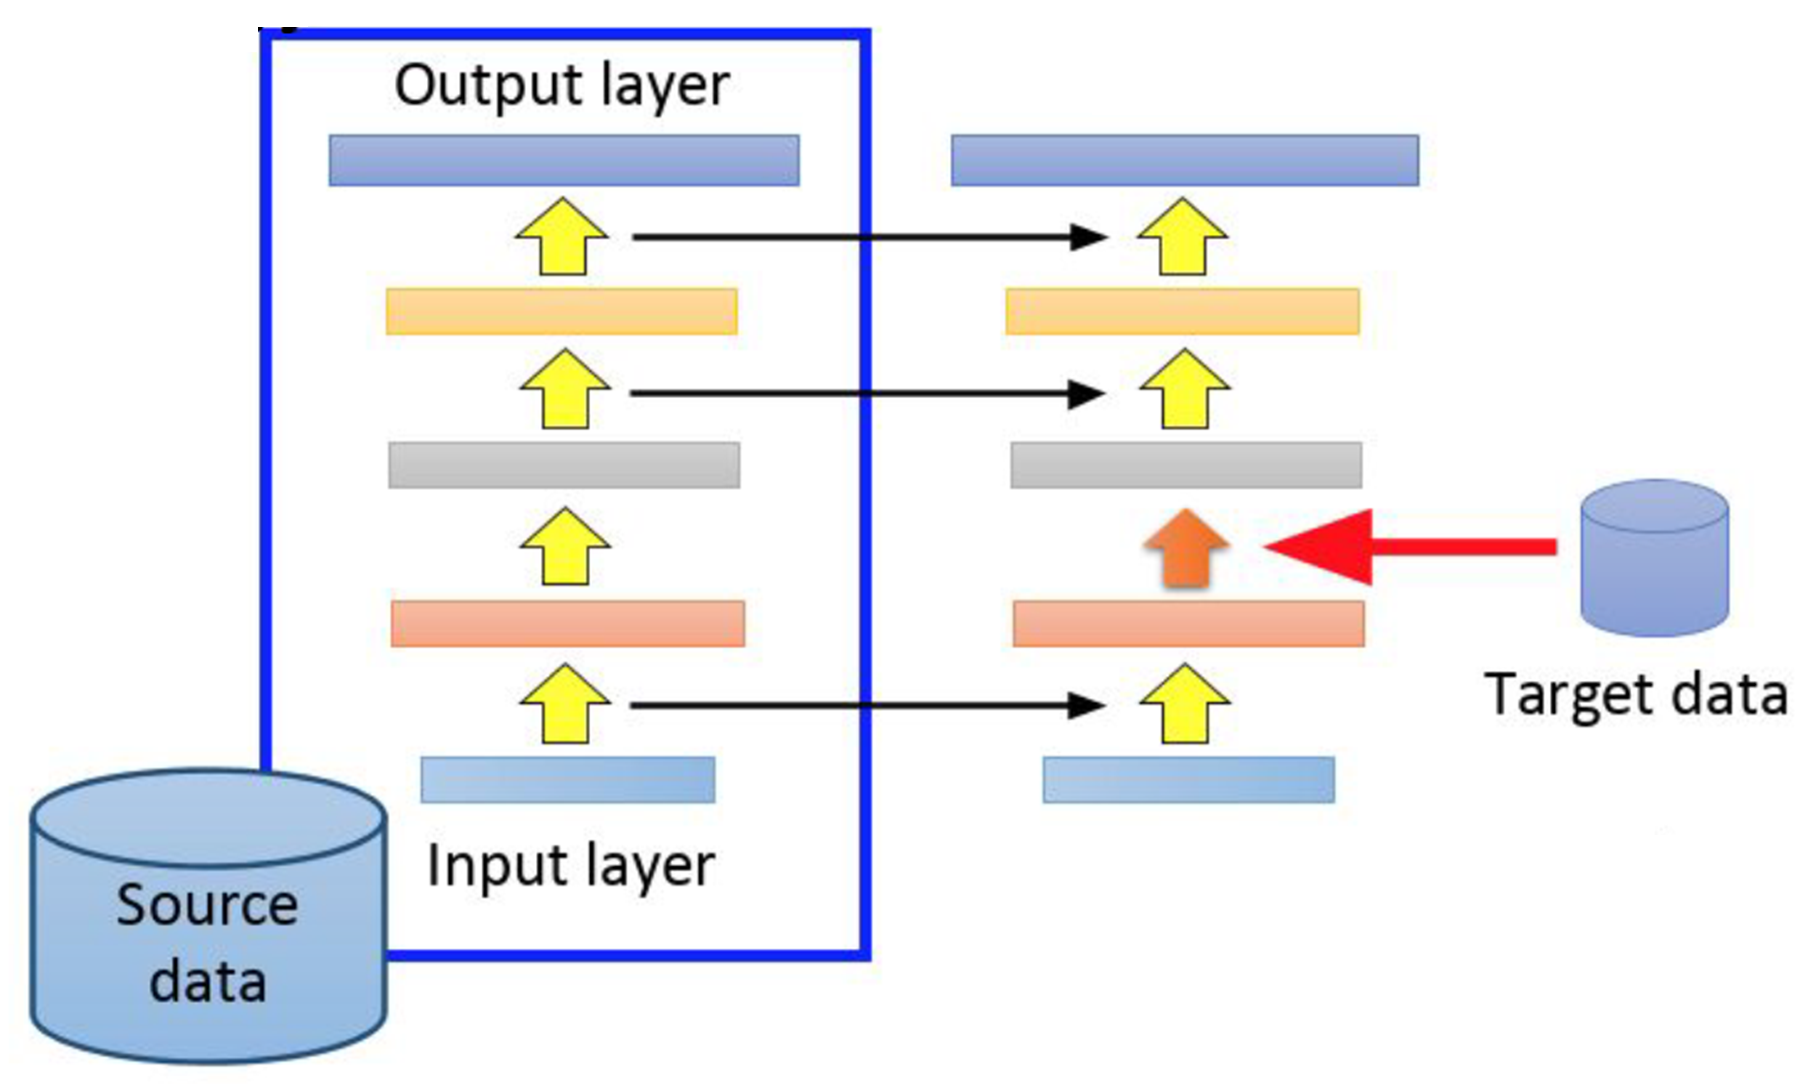 Output layer
Input layer
Source
data
Target data